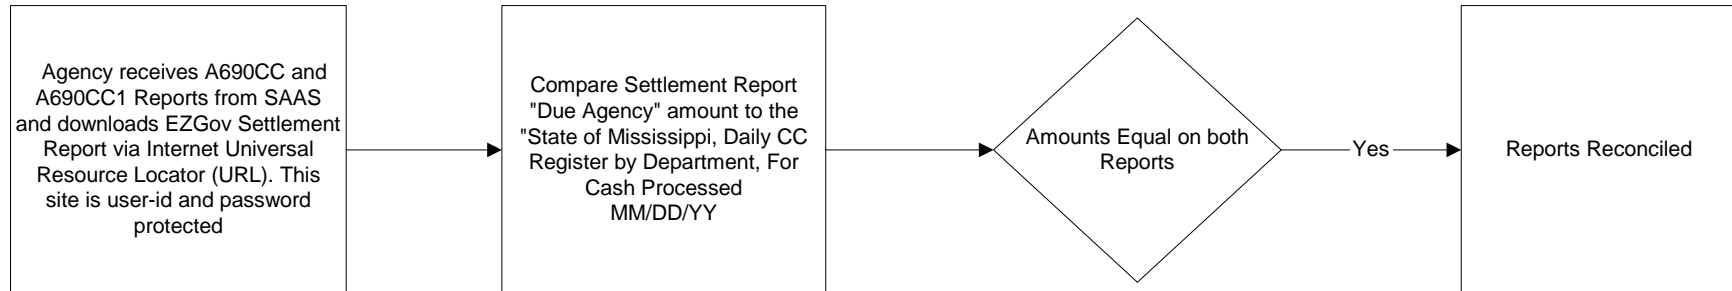 Agency receives A690CC and
A690CC1 Reports from SAAS
and downloads EZGov Settlement
Report via Internet Universal
Resource Locator (URL). This
site is user-id and password
protected
Compare Settlement Report
"Due Agency" amount to the
"State of Mississippi, Daily CC
Register by Department, For
Cash Processed
MM/DD/YY
Amounts Equal on both
Reports
Yes
Reports Reconciled